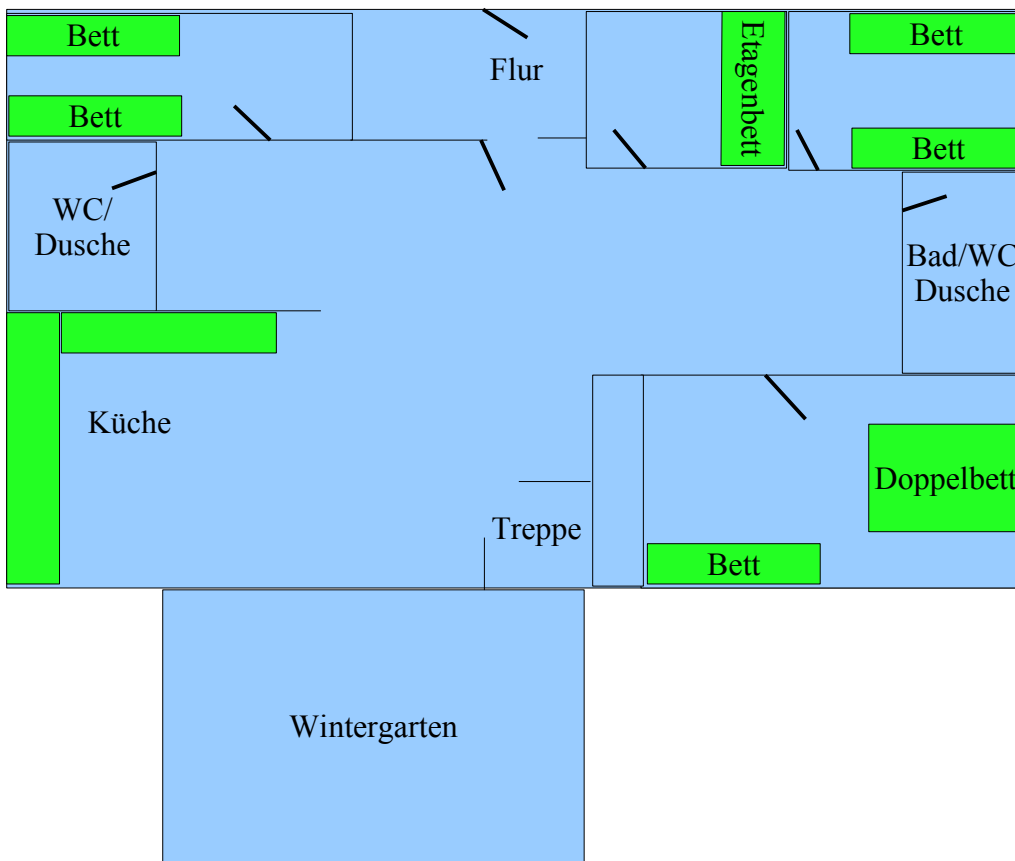 Bett
Flur
Etagenbett
Bett
Bett
Bett
WC/
Dusche
Bad/WC
Dusche
Küche
Doppelbett
Treppe
Bett
Wintergarten